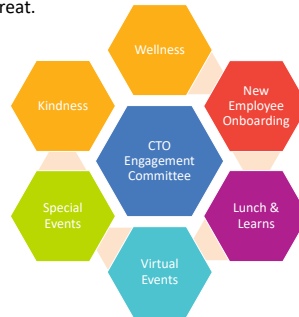 reat.
Wellness
Kindness
New
Employee
Onboarding
CTO
Engagement
Committee
Special
Events
Lunch &
Learns
Virtual
Events